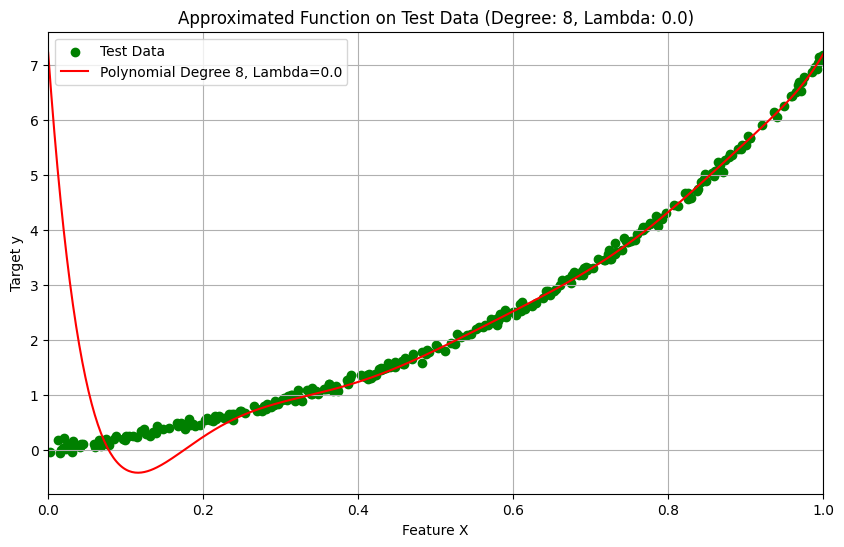 Approximated Function on Test Data (Degree: 8, Lambda: 0.0)
Test Data
Polynomial Degree 8, Lambda=0.0
Target y
7
6
5
4
3
2
1
0
0.0 0.2 0.4 0.6 0.8 1.0
Feature X